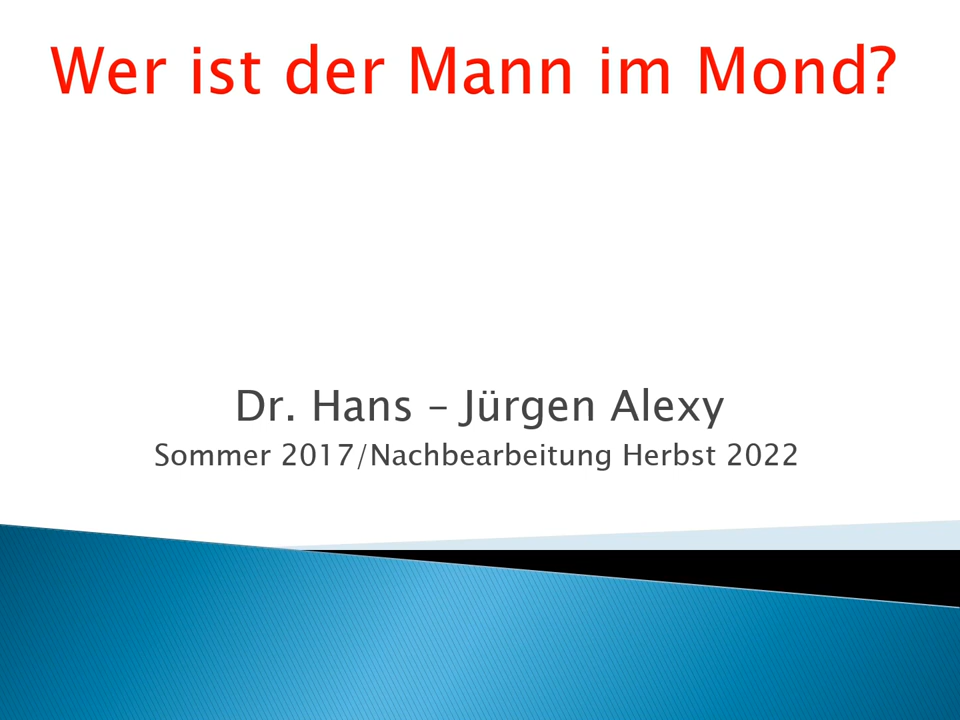 Wer ist der Mann im Mond?
Dr. Hans – Jürgen Alexy
Sommer 2017/Nachbearbeitung Herbst 2022